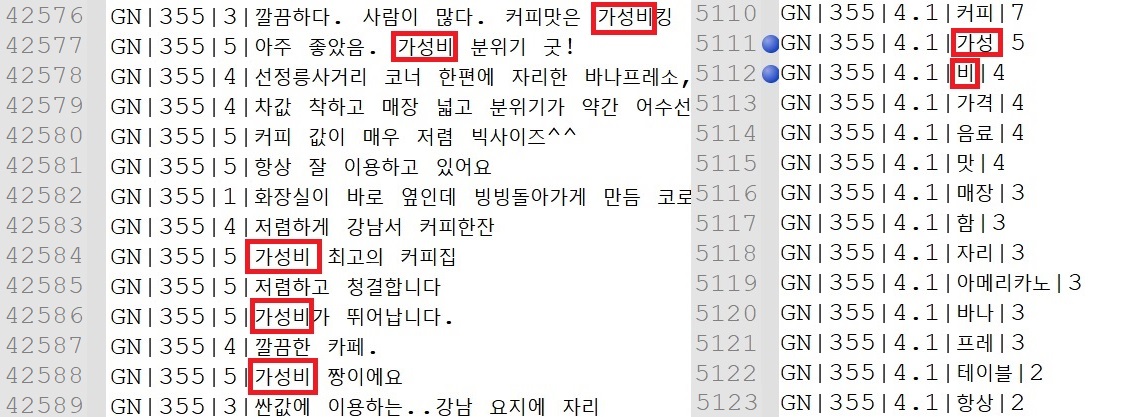 42576 GN|355|3|깔끔하다. 사람이 많다. 커피맛은 가성비킹
42577 GN|355|5|아주 좋았음. 가성비 분위기 굿!
42578 GN|355|4|선정릉사거리 코너 한편에 자리한 바나프레소,
42579 GN|355|4|차값 착하고 매장 넓고 분위기가 약간 어수선
42580 GN|355|5|커피 값이 매우 저렴 빅사이즈^^
42581 GN|355|5|항상 잘 이용하고 있어요
42582 GN|355|1|화장실이 바로 옆인데 빙빙돌아가게 만듬 코로
42583 GN|355|4|저렴하게 강남서 커피한잔
42584 GN|355|5 가성비 최고의 커피집
42585 GN|355|5|저렴하고 청결합니다
42586 GN|355|5|가성비가 뛰어납니다.
42587 GN|355|4|깔끔한 카페.
42588 GN|355|5|가성비 짱이에요
42589 GN|355|3|싼값에 이용하는..강남 요지에 자리
5110 GN|355|4.1|커피|7
5111 GN|355|4.1|가성 5
5112 GN|355|4.1|비|4
5113 GN|355|4.1|가격|4
5114 GN|355|4.1|음료|4
5115 GN|355|4.1|맛|4
5116 GN|355|4.1|매장|3
5117 GN|355|4.1|함|3
5118 GN|355|4.1|자리|3
5119 GN|355|4.1|아메리카노|3
5120 GN|355|4.1|바나|3
5121 GN|355|4.1|프레|3
5122 GN|355|4.1|테이블|2
5123 GN|355|4.1|항상|2